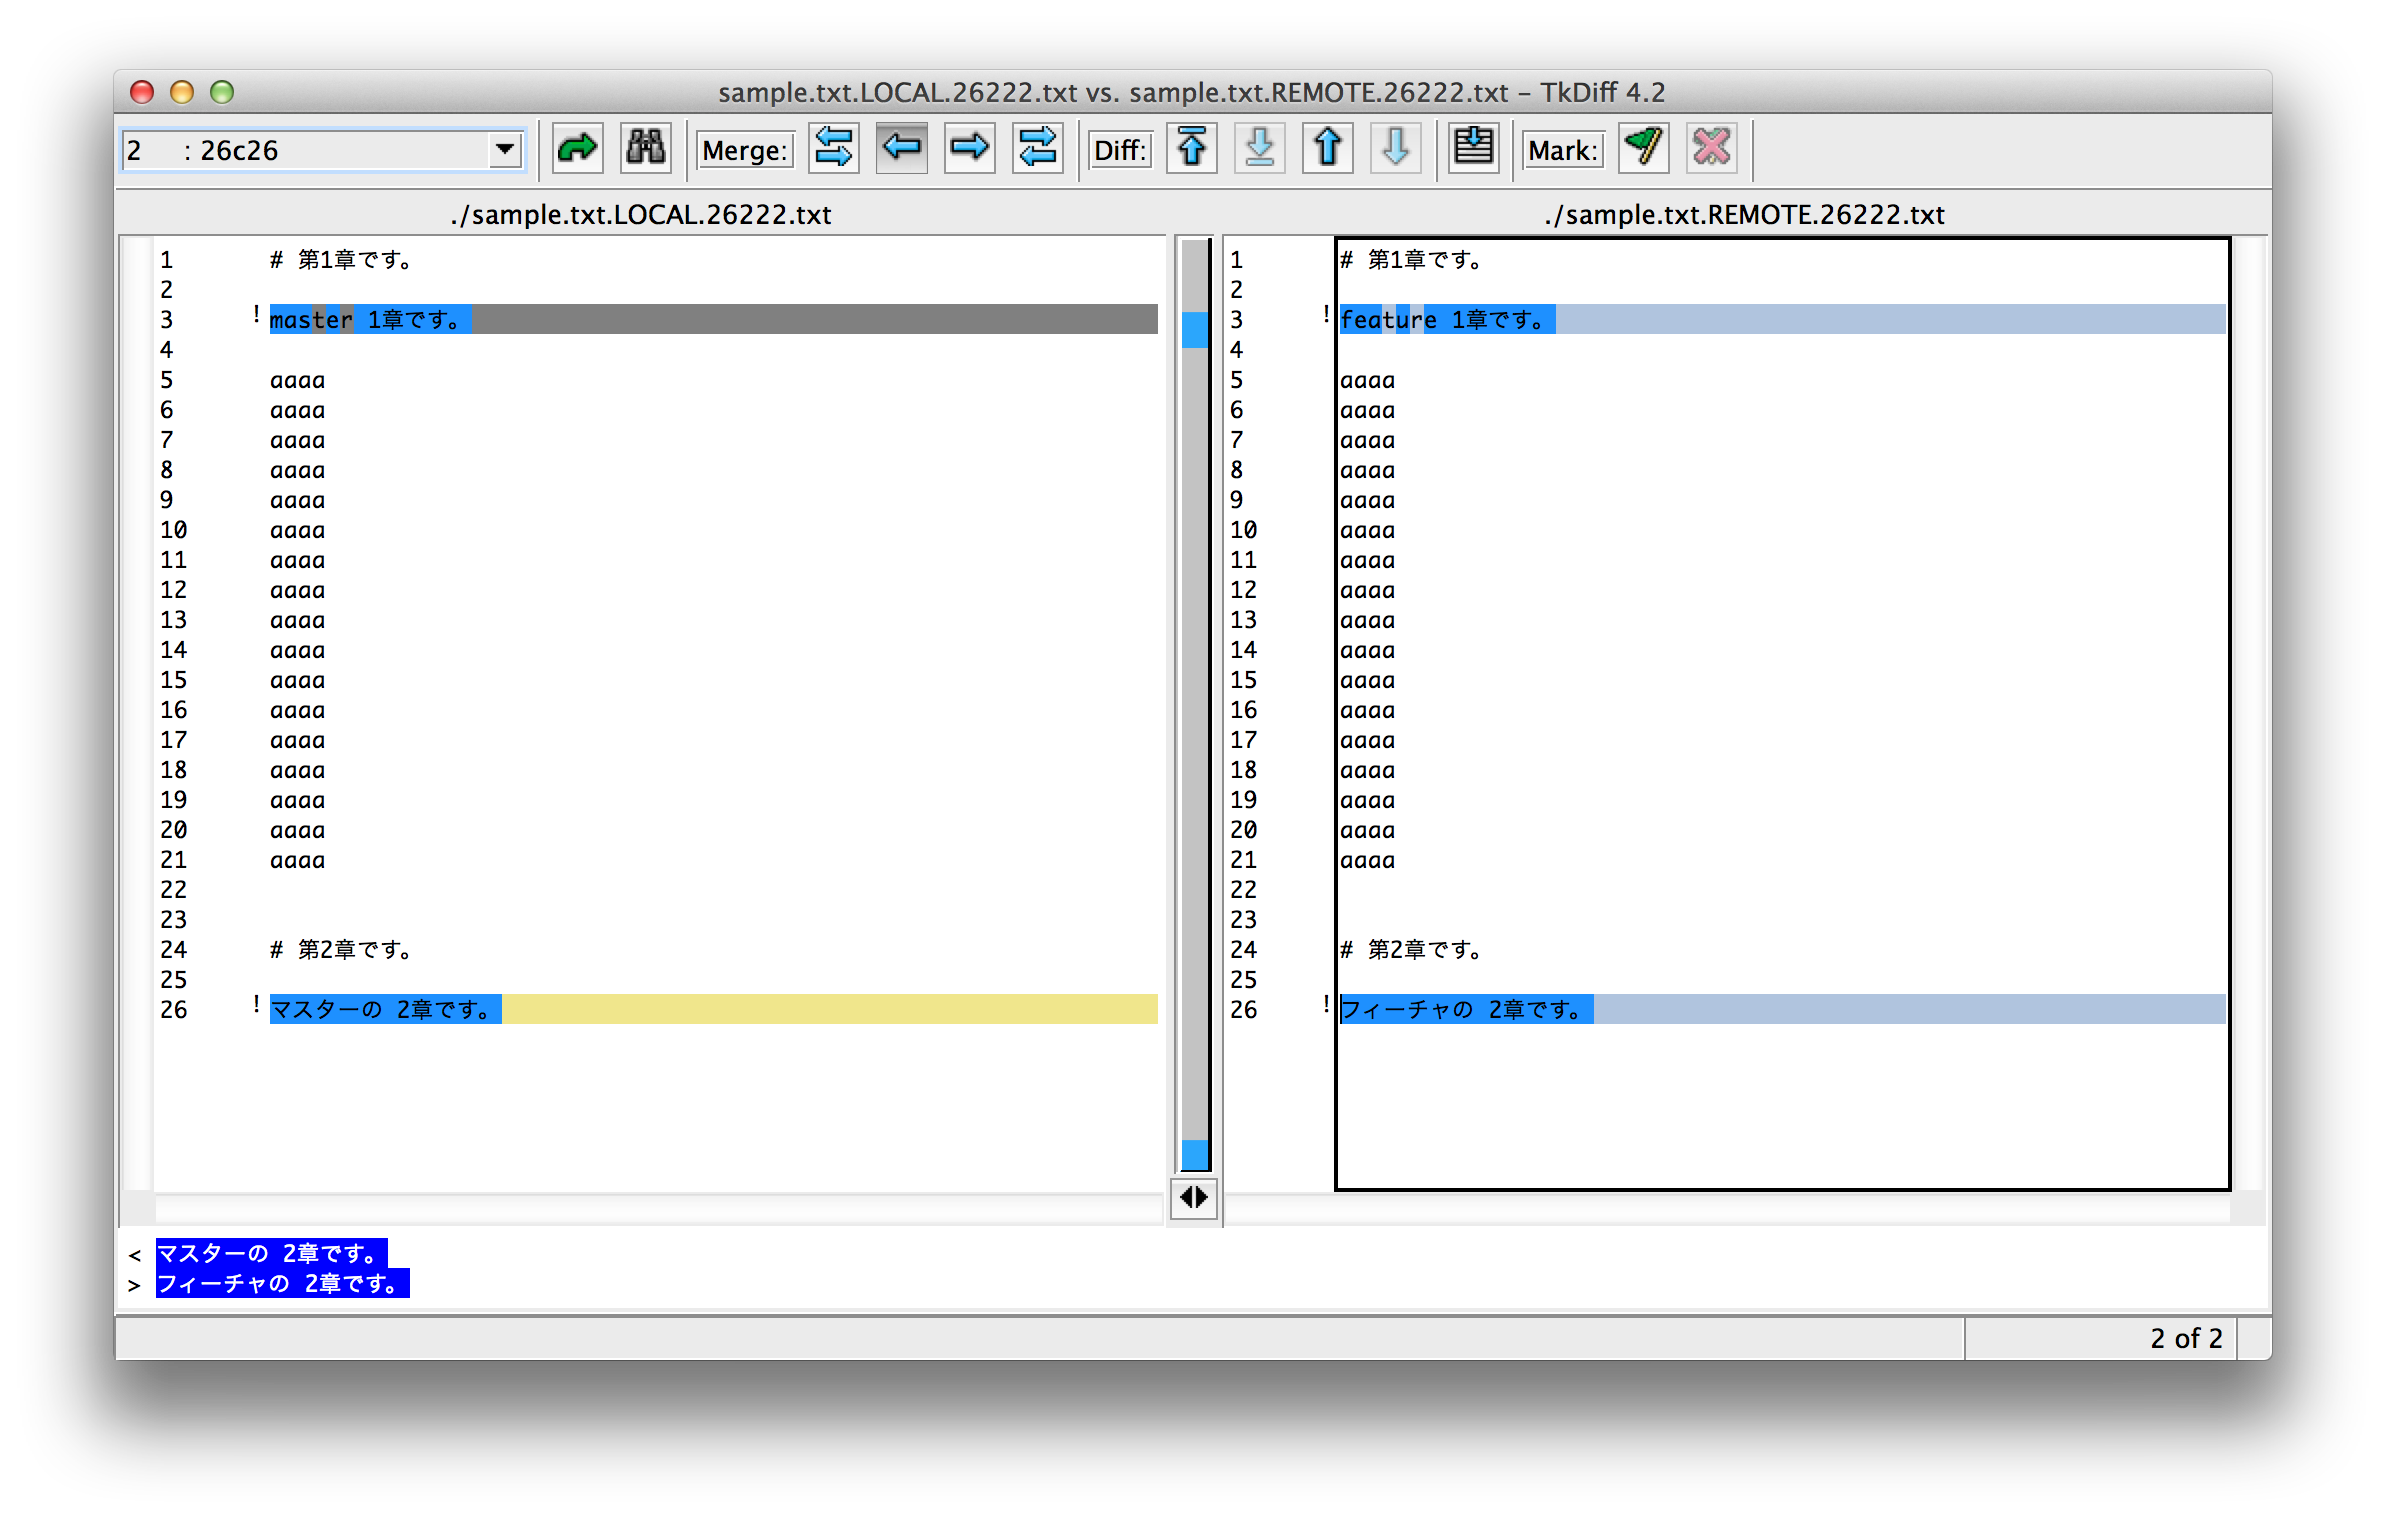 sample.txt.LOCAL.26222.txt vs. sample.txt.REMOTE.26222.txt – TkDiff 4.2
2 : 26c26 Merge: Diff: Mark:
./sample.txt.LOCAL.26222.txt
1 # 第1章です。
2
3 ! master 1章です。
4
5 aaaa
6 aaaa
7 aaaa
8 aaaa
9 aaaa
10 aaaa
11 aaaa
12 aaaa
13 aaaa
14 aaaa
15 aaaa
16 aaaa
17 aaaa
18 aaaa
19 aaaa
20 aaaa
21 aaaa
22
23
24 # 第2章です。
25
26 ! マスターの 2章です。
./sample.txt.REMOTE.26222.txt
1 # 第1章です。
2
3 ! feature 1章です。
4
5 aaaa
6 aaaa
7 aaaa
8 aaaa
9 aaaa
10 aaaa
11 aaaa
12 aaaa
13 aaaa
14 aaaa
15 aaaa
16 aaaa
17 aaaa
18 aaaa
19 aaaa
20 aaaa
21 aaaa
22
23
24 # 第2章です。
25
26 ! フィーチャの 2章です。
< マスターの 2章です。
> フィーチャの 2章です。
2 of 2